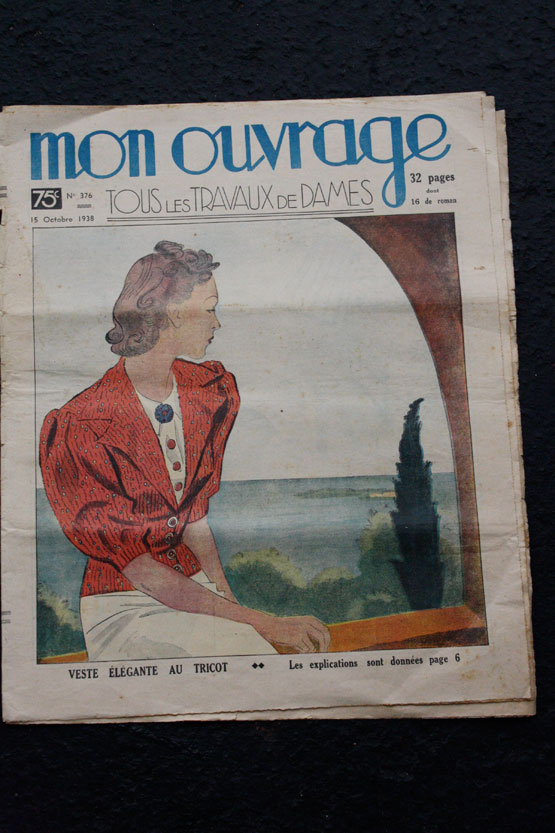 mon ouvrage
75c N° 376
15 Octobre 1938
TOUS LES TRAVAUX DE DAMES
32 pages
dont
16 de roman
VESTE ÉLÉGANTE AU TRICOT ◆◆ Les explications sont données page 6